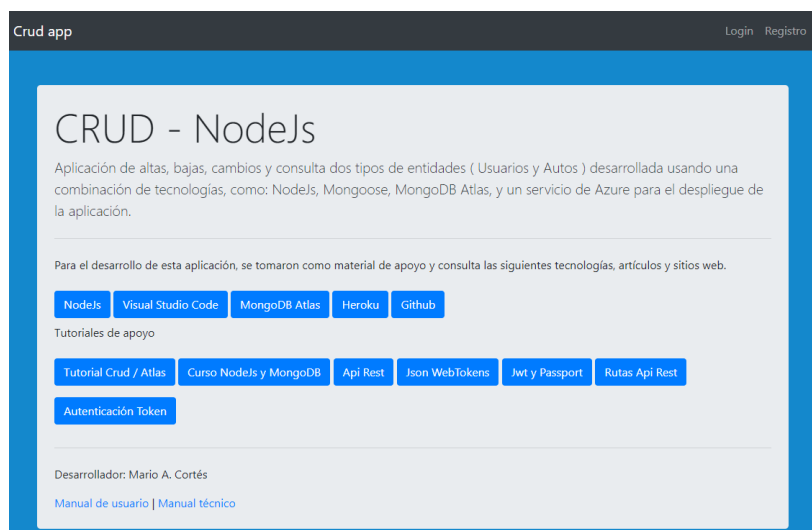 Crud app
Login Registro
CRUD - NodeJs
Aplicación de altas, bajas, cambios y consulta dos tipos de entidades ( Usuarios y Autos ) desarrollada usando una
combinación de tecnologías, como: NodeJs, Mongoose, MongoDB Atlas, y un servicio de Azure para el despliegue de
la aplicación.
Para el desarrollo de esta aplicación, se tomaron como material de apoyo y consulta las siguientes tecnologías, artículos y sitios web.
NodeJs Visual Studio Code MongoDB Atlas Heroku Github
Tutoriales de apoyo
Tutorial Crud / Atlas Curso NodeJs y MongoDB Api Rest Json WebTokens Jwt y Passport Rutas Api Rest
Autenticación Token
Desarrollador: Mario A. Cortés
Manual de usuario | Manual técnico